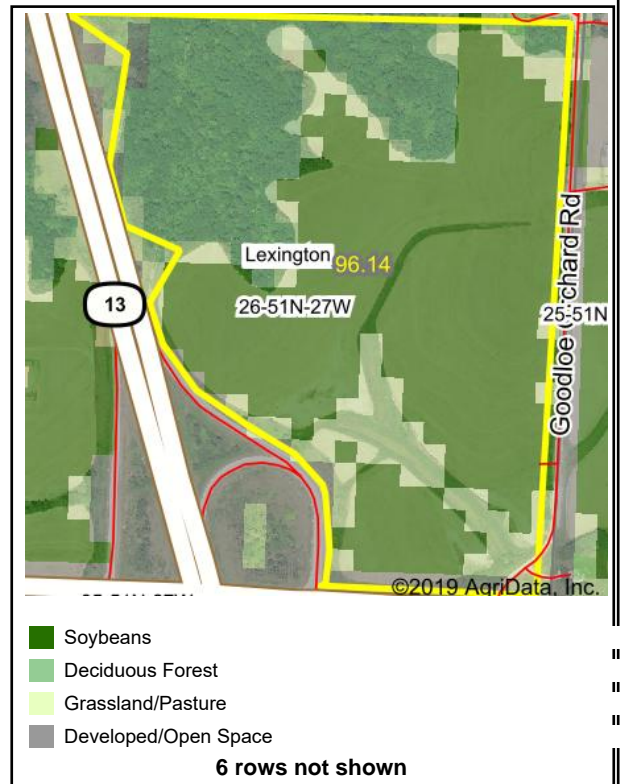 Lexington 96.14
26-51N-27W
13
25-51N
Goodloe Orchard Rd
©2019 AgriData, Inc.
Soybeans
Deciduous Forest
Grassland/Pasture
Developed/Open Space
6 rows not shown